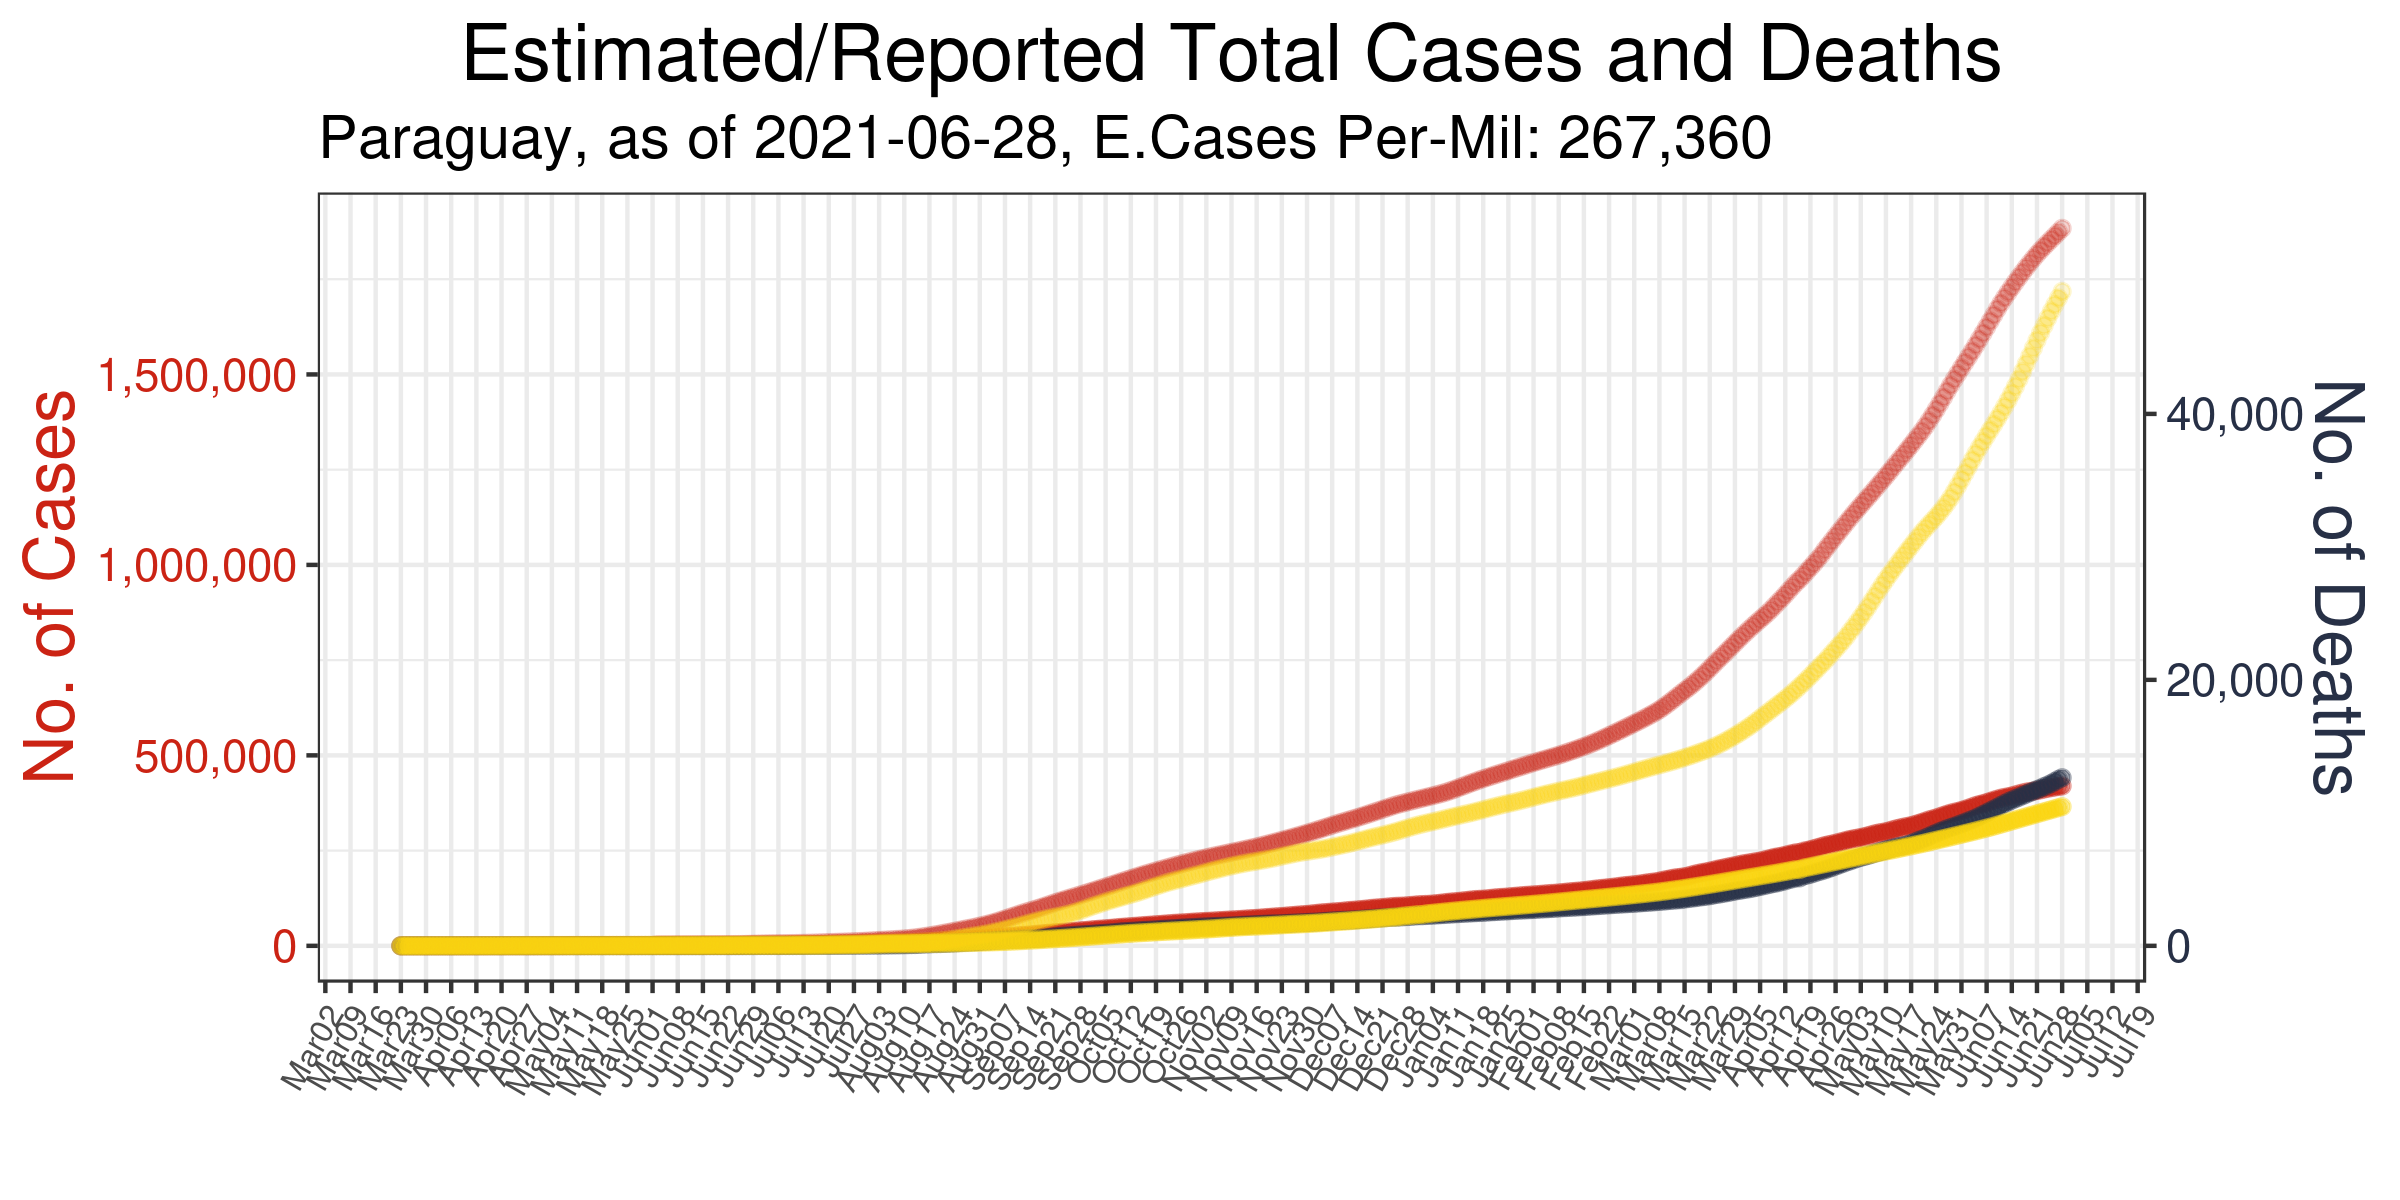 Estimated/Reported Total Cases and Deaths
Paraguay, as of 2021-06-28, E.Cases Per-Mil: 267,360
No. of Cases
1,500,000
1,000,000
500,000
0
No. of Deaths
40,000
20,000
0
Mar02
Mar09
Mar16
Mar23
Mar30
Apr06
Apr13
Apr20
Apr27
May04
May11
May18
May25
Jun01
Jun08
Jun15
Jun22
Jun29
Jul06
Jul13
Jul20
Jul27
Aug03
Aug10
Aug17
Aug24
Aug31
Sep07
Sep14
Sep21
Sep28
Oct05
Oct12
Oct19
Oct26
Nov02
Nov09
Nov16
Nov23
Nov30
Dec07
Dec14
Dec21
Dec28
Jan04
Jan11
Jan18
Jan25
Feb01
Feb08
Feb15
Feb22
Mar01
Mar08
Mar15
Mar22
Mar29
Apr05
Apr12
Apr19
Apr26
May03
May10
May17
May24
May31
Jun07
Jun14
Jun21
Jun28
Jul05
Jul12
Jul19